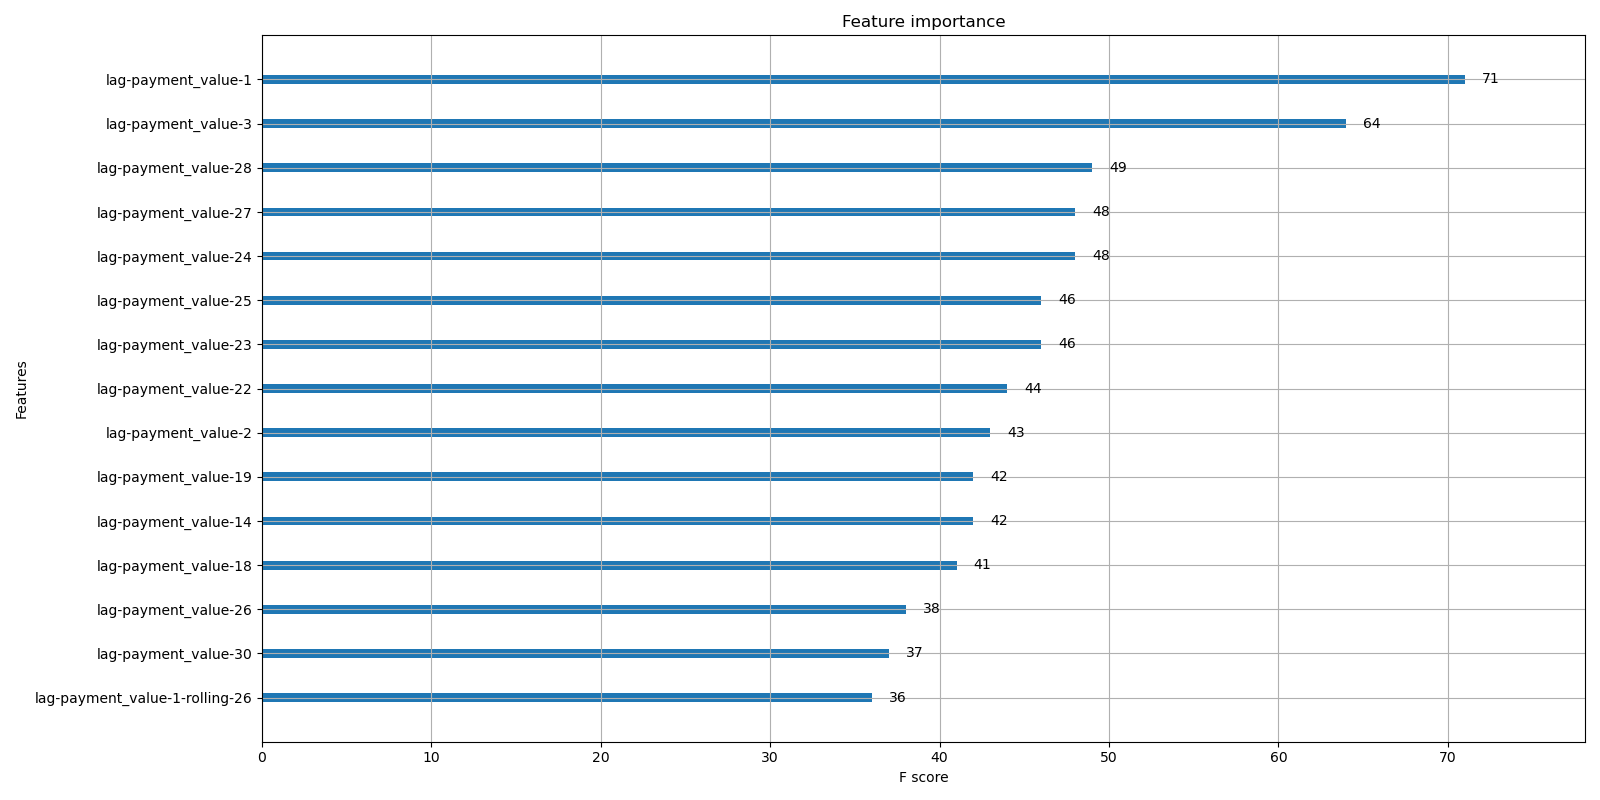 Feature importance
lag-payment_value-1 71
lag-payment_value-3 64
lag-payment_value-28 49
lag-payment_value-27 48
lag-payment_value-24 48
lag-payment_value-25 46
lag-payment_value-23 46
lag-payment_value-22 44
lag-payment_value-2 43
lag-payment_value-19 42
lag-payment_value-14 42
lag-payment_value-18 41
lag-payment_value-26 38
lag-payment_value-30 37
lag-payment_value-1-rolling-26 36
Features
0 10 20 30 40 50 60 70
F score